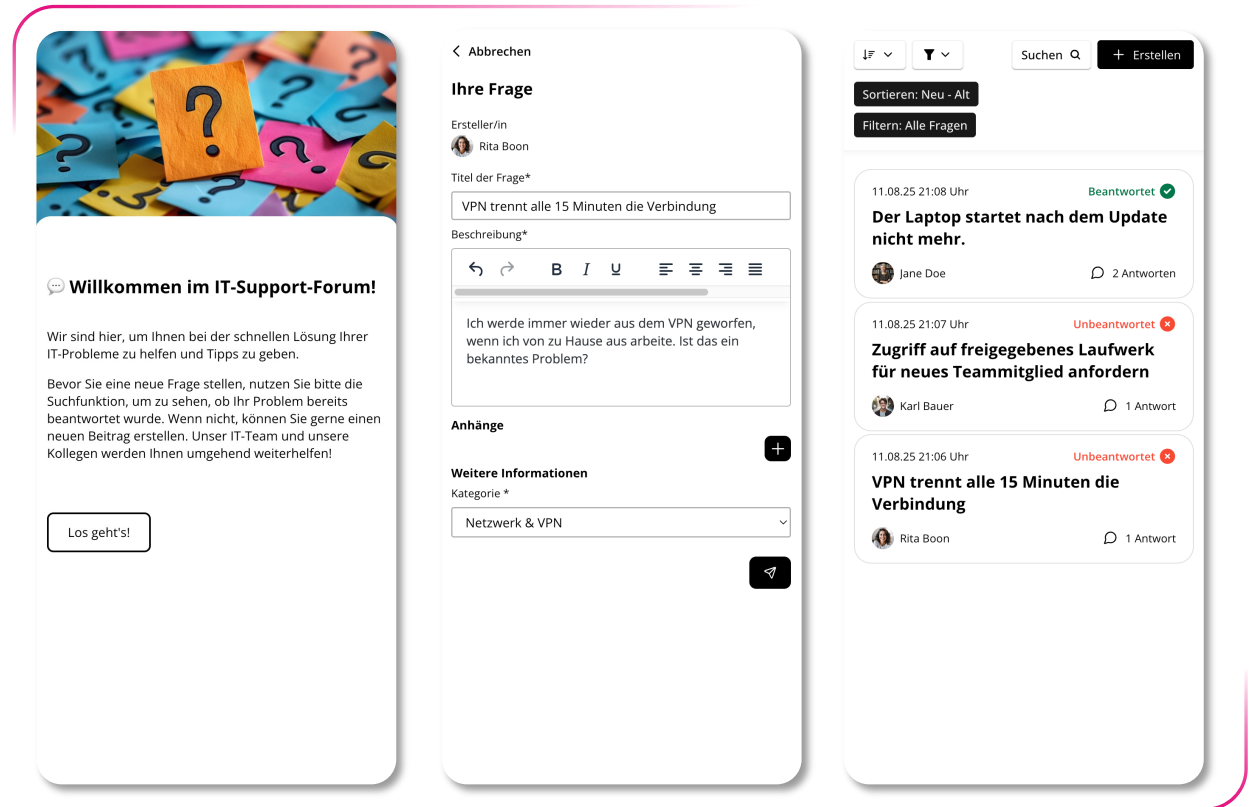 Willkommen im IT-Support-Forum!
Wir sind hier, um Ihnen bei der schnellen Lösung Ihrer
IT-Probleme zu helfen und Tipps zu geben.
Bevor Sie eine neue Frage stellen, nutzen Sie bitte die
Suchfunktion, um zu sehen, ob Ihr Problem bereits
beantwortet wurde. Wenn nicht, können Sie gerne einen
neuen Beitrag erstellen. Unser IT-Team und unsere
Kollegen werden Ihnen umgehend weiterhelfen!
Los geht's!
Abbrechen
Ihre Frage
Ersteller/in
Rita Boon
Titel der Frage*
VPN trennt alle 15 Minuten die Verbindung
Beschreibung*
B I U
Ich werde immer wieder aus dem VPN geworfen,
wenn ich von zu Hause aus arbeite. Ist das ein
bekanntes Problem?
Anhänge
Weitere Informationen
Kategorie *
Netzwerk & VPN
Suchen
Erstellen
Sortieren: Neu - Alt
Filtern: Alle Fragen
11.08.25 21:08 Uhr Beantwortet
Der Laptop startet nach dem Update
nicht mehr.
Jane Doe 2 Antworten
11.08.25 21:07 Uhr Unbeantwortet
Zugriff auf freigegebenes Laufwerk
für neues Teammitglied anfordern
Karl Bauer 1 Antwort
11.08.25 21:06 Uhr Unbeantwortet
VPN trennt alle 15 Minuten die
Verbindung
Rita Boon 1 Antwort